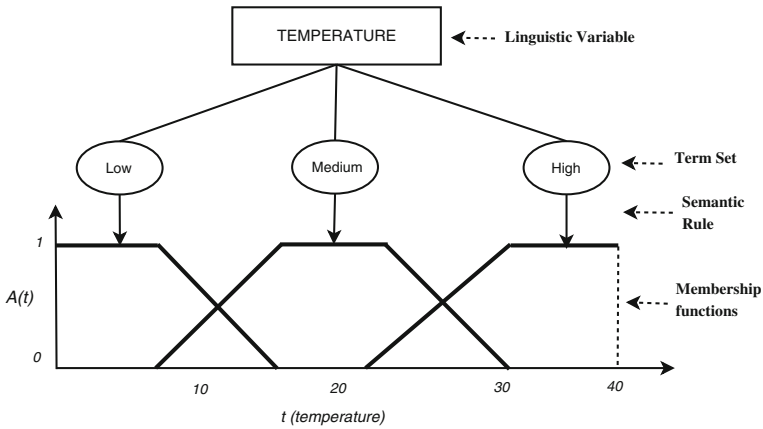 TEMPERATURE
Linguistic Variable
Low
Medium
High
Term Set
Semantic
Rule
1
A(t)
Membership
functions
0
10
20
30
40
t (temperature)